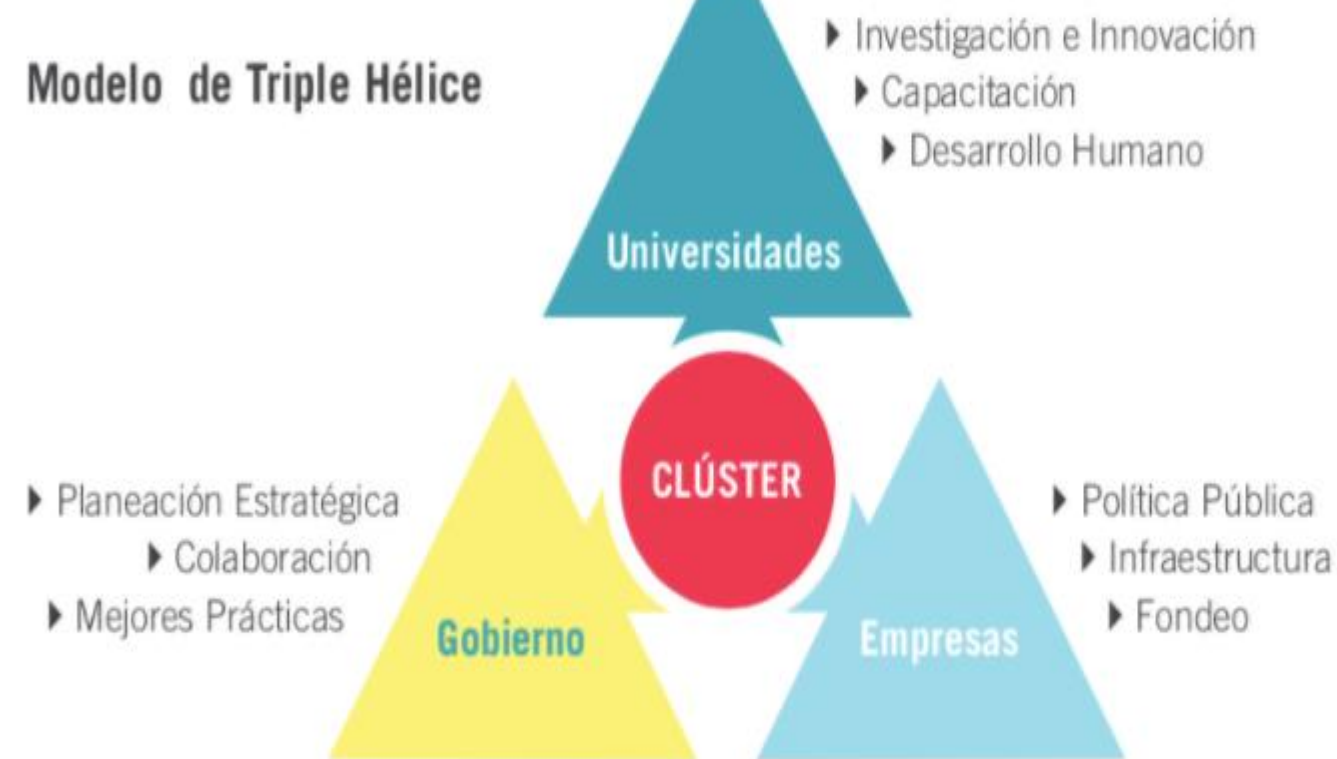 Modelo de Triple Hélice
Investigación e Innovación
Capacitación
Desarrollo Humano
Universidades
CLÚSTER
Planeación Estratégica
Colaboración
Mejores Prácticas
Gobierno
Política Pública
Infraestructura
Fondeo
Empresas